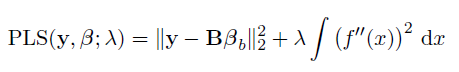 PLS(y, β; λ) = ‖y − Bβ_b‖₂² + λ ∫ (f″(x))² dx